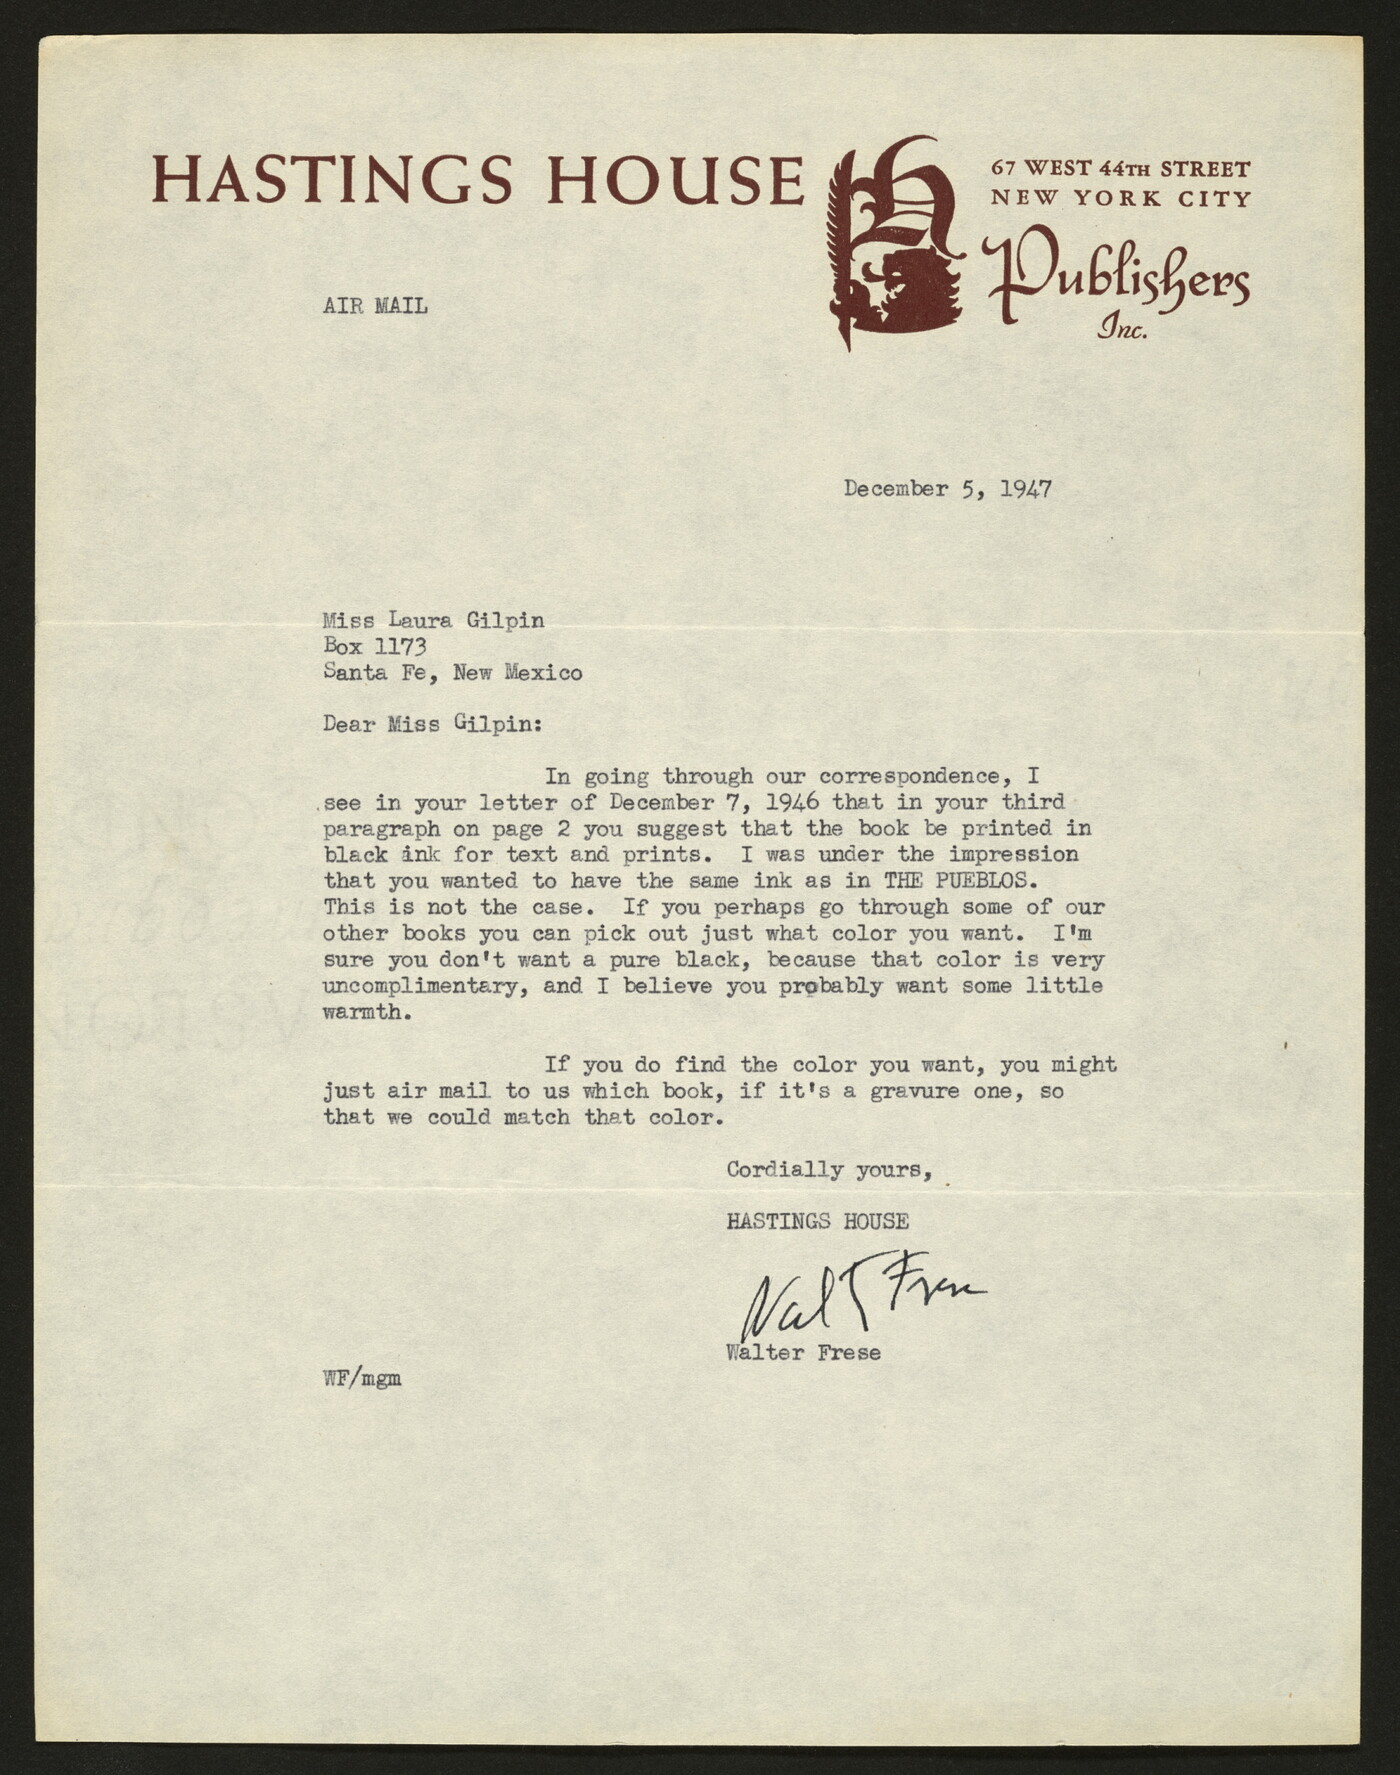 HASTINGS HOUSE
67 WEST 44TH STREET
NEW YORK CITY
Publishers
Inc.
AIR MAIL
December 5, 1947
Miss Laura Gilpin
Box 1173
Santa Fe, New Mexico
Dear Miss Gilpin:
In going through our correspondence, I
see in your letter of December 7, 1946 that in your third
paragraph on page 2 you suggest that the book be printed in
black ink for text and prints. I was under the impression
that you wanted to have the same ink as in THE PUEBLOS.
This is not the case. If you perhaps go through some of our
other books you can pick out just what color you want. I'm
sure you don't want a pure black, because that color is very
uncomplimentary, and I believe you probably want some little
warmth.
If you do find the color you want, you might
just air mail to us which book, if it's a gravure one, so
that we could match that color.
Cordially yours,
HASTINGS HOUSE
Walt Frese
Walter Frese
WF/mgm